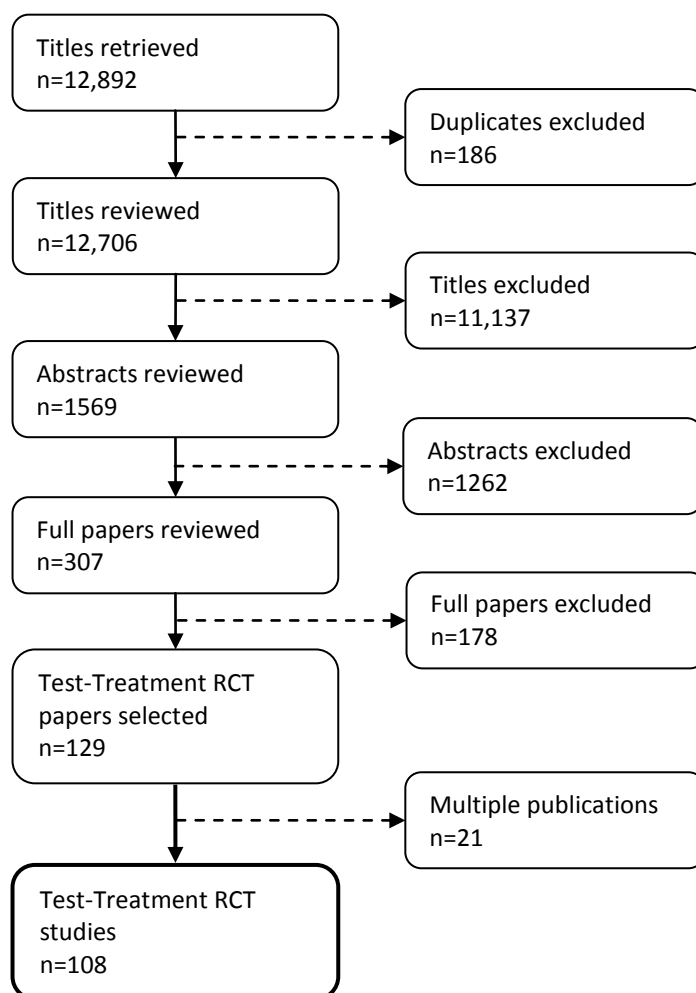 Titles retrieved
n=12,892
Duplicates excluded
n=186
Titles reviewed
n=12,706
Titles excluded
n=11,137
Abstracts reviewed
n=1569
Abstracts excluded
n=1262
Full papers reviewed
n=307
Full papers excluded
n=178
Test-Treatment RCT
papers selected
n=129
Multiple publications
n=21
Test-Treatment RCT
studies
n=108